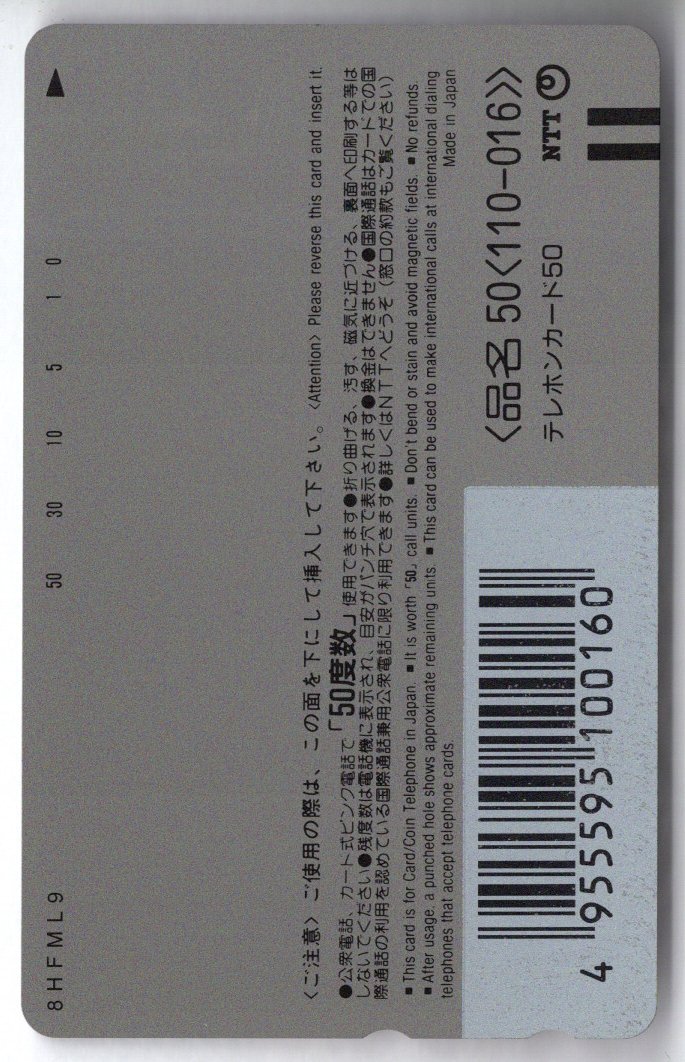 8HFML9
50 30 10 5 1 0
〈ご注意〉ご使用の際は、この面を下にして挿入して下さい。〈Attention〉Please reverse this card and insert it.
●公衆電話、カード式ピンク電話で「50度数」使用できます●折り曲げる、汚す、磁気に近づける、裏面へ印刷する等は
しないでください●残度数は電話機に表示され、目安がパンチ穴で表示されます●換金はできません●国際通話はカードでの国
際通話の利用を認めている国際通話兼用公衆電話に限り利用できます●詳しくはNTTへどうぞ（窓口の約款もご覧ください）
■ This card is for Card/Coin Telephone in Japan. ■ It is worth「50」call units. ■ Don't bend or stain and avoid magnetic fields. ■ No refunds.
■ After usage, a punched hole shows approximate remaining units. ■ This card can be used to make international calls at international dialing
telephones that accept telephone cards.
Made in Japan
〈品名 50〈110-016〉〉
テレホンカード50
NTT
4 955595 100160